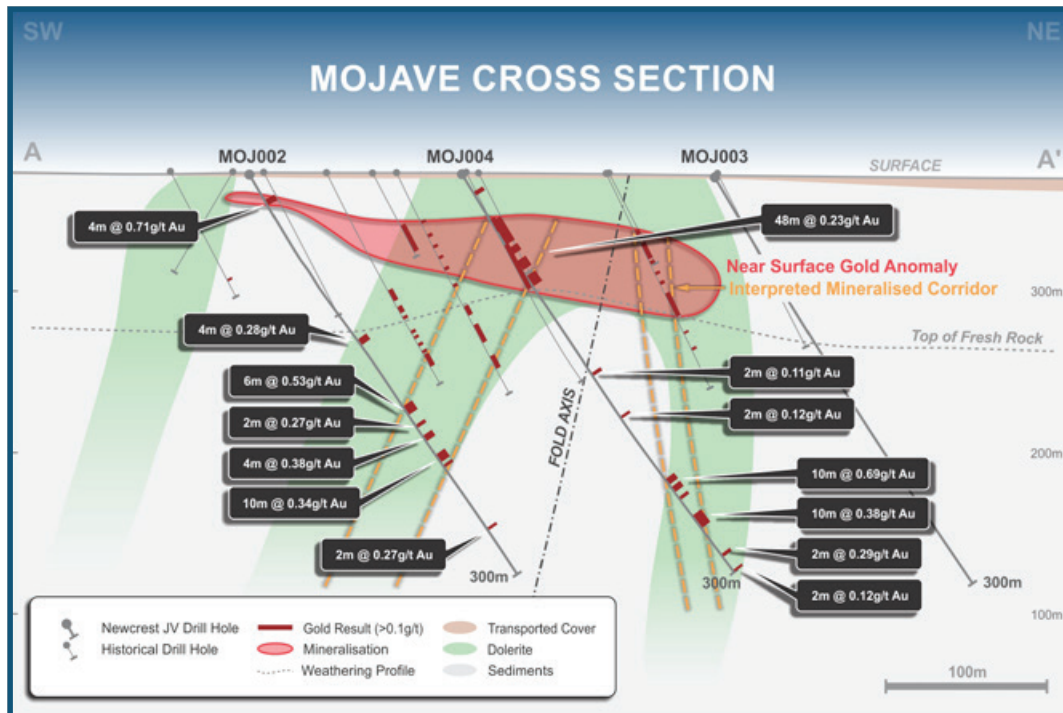 SW
NE
MOJAVE CROSS SECTION
A
MOJ002
MOJ004
MOJ003
SURFACE
A'
4m @ 0.71g/t Au
48m @ 0.23g/t Au
Near Surface Gold Anomaly
Interpreted Mineralised Corridor
300m
4m @ 0.28g/t Au
Top of Fresh Rock
2m @ 0.11g/t Au
6m @ 0.53g/t Au
2m @ 0.27g/t Au
2m @ 0.12g/t Au
FOLD AXIS
200m
4m @ 0.38g/t Au
10m @ 0.69g/t Au
10m @ 0.34g/t Au
10m @ 0.38g/t Au
2m @ 0.27g/t Au
2m @ 0.29g/t Au
300m
300m
300m
2m @ 0.12g/t Au
100m
Newcrest JV Drill Hole
Historical Drill Hole
Gold Result (>0.1g/t)
Mineralisation
Weathering Profile
Transported Cover
Dolerite
Sediments
100m